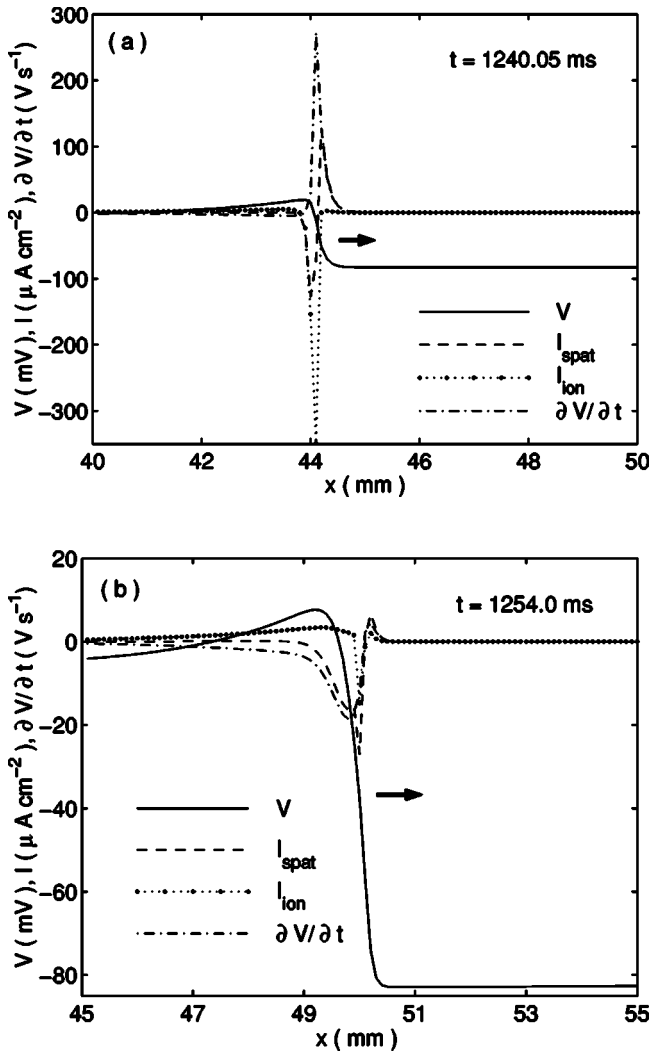 (a)
t = 1240.05 ms
V (mV), I (μA cm⁻²), ∂V/∂t (V s⁻¹)
300
200
100
0
−100
−200
−300
V
I_spat
I_ion
∂V/∂t
40 42 44 46 48 50
x (mm)
(b)
t = 1254.0 ms
V (mV), I (μA cm⁻²), ∂V/∂t (V s⁻¹)
20
0
−20
−40
−60
−80
V
I_spat
I_ion
∂V/∂t
45 47 49 51 53 55
x (mm)